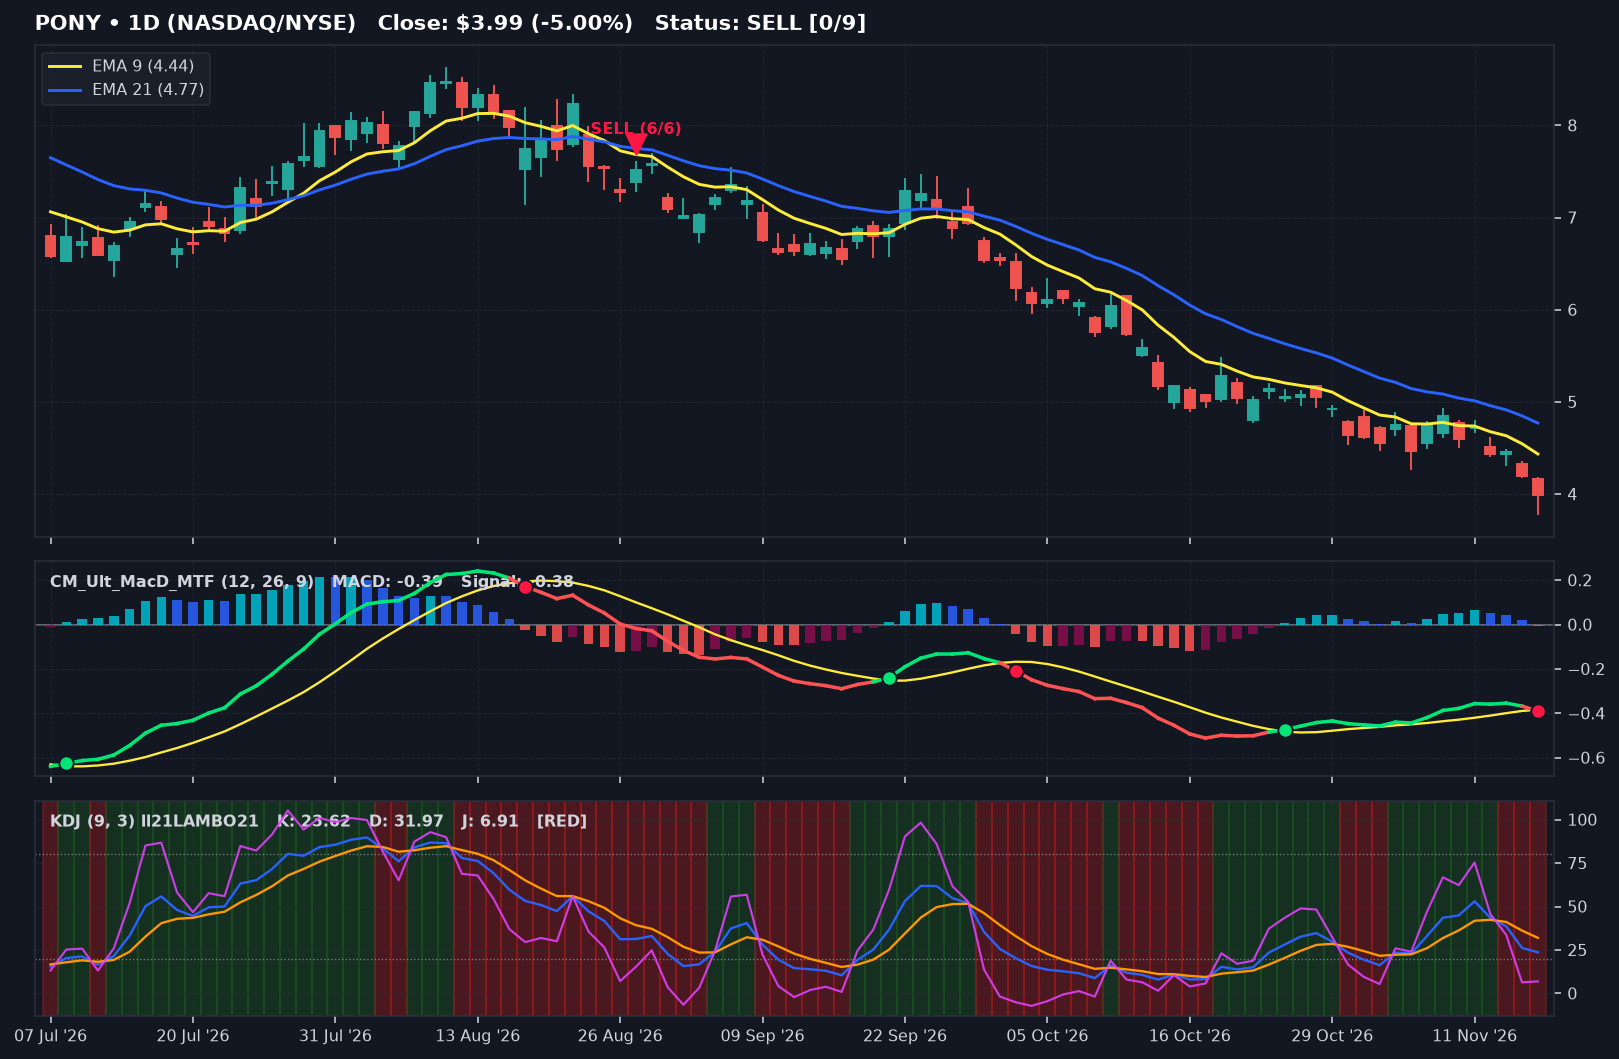 PONY • 1D (NASDAQ/NYSE)   Close: $3.99 (-5.00%)   Status: SELL [0/9]
EMA 9 (4.44)
EMA 21 (4.77)
SELL (6/6)
8
7
6
5
4
CM_Ult_MacD_MTF (12, 26, 9)   MACD: -0.39   Signal: -0.38
0.2
0.0
−0.2
−0.4
−0.6
KDJ (9, 3) II21LAMBO21   K: 23.62   D: 31.97   J: 6.91   [RED]
100
75
50
25
0
07 Jul '26   20 Jul '26   31 Jul '26   13 Aug '26   26 Aug '26   09 Sep '26   22 Sep '26   05 Oct '26   16 Oct '26   29 Oct '26   11 Nov '26